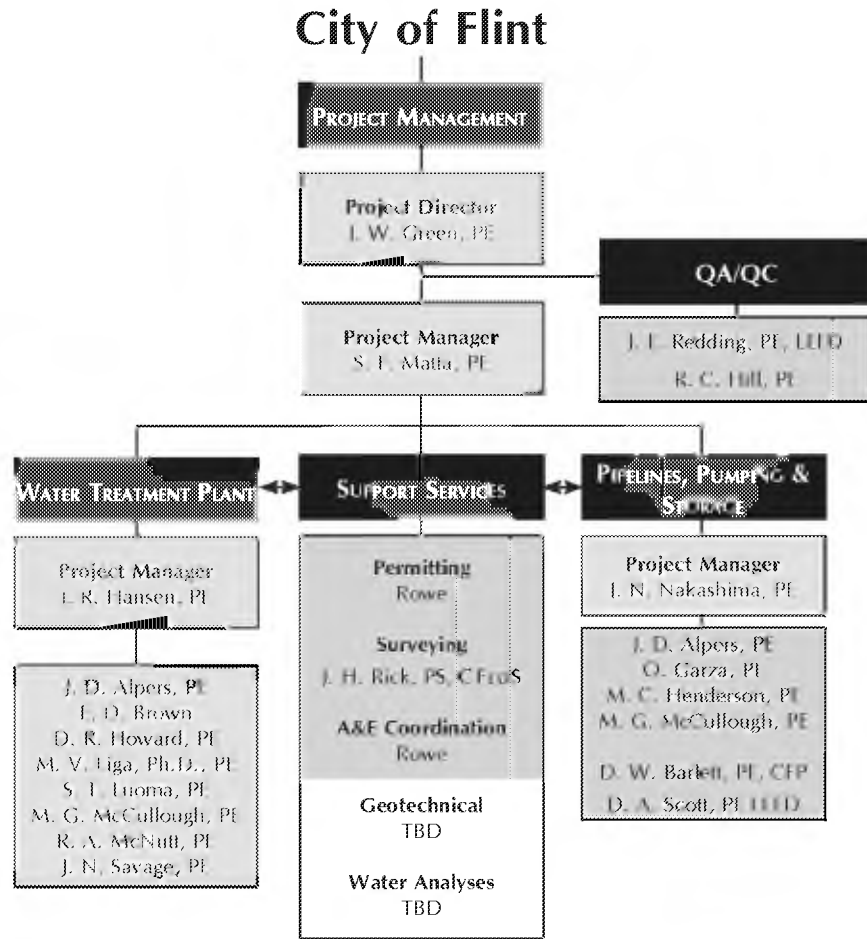 City of Flint
PROJECT MANAGEMENT
Project Director
J. W. Green, PE
QA/QC
J. E. Redding, PE, LEED
R. C. Hill, PE
Project Manager
S. Matta, PE
WATER TREATMENT PLANT
SUPPORT SERVICES
PIPELINES, PUMPING &
STORAGE
Project Manager
R. Hansen, PE
Permitting
Rowe
Surveying
J. H. Rick, PS, CFedS
A&E Coordination
Rowe
Geotechnical
TBD
Water Analyses
TBD
Project Manager
N. Nakashima, PE
J. D. Alpers, PE
D. Brown
D. R. Howard, PE
M. V. Liga, Ph.D., PE
S. Luoma, PE
M. G. McCullough, PE
R. A. McNutt, PE
J. N. Savage, PE
J. D. Alpers, PE
O. Garza, PE
M. C. Henderson, PE
M. G. McCullough, PE
D. W. Barlett, PE, CFP
D. A. Scott, PE LEED